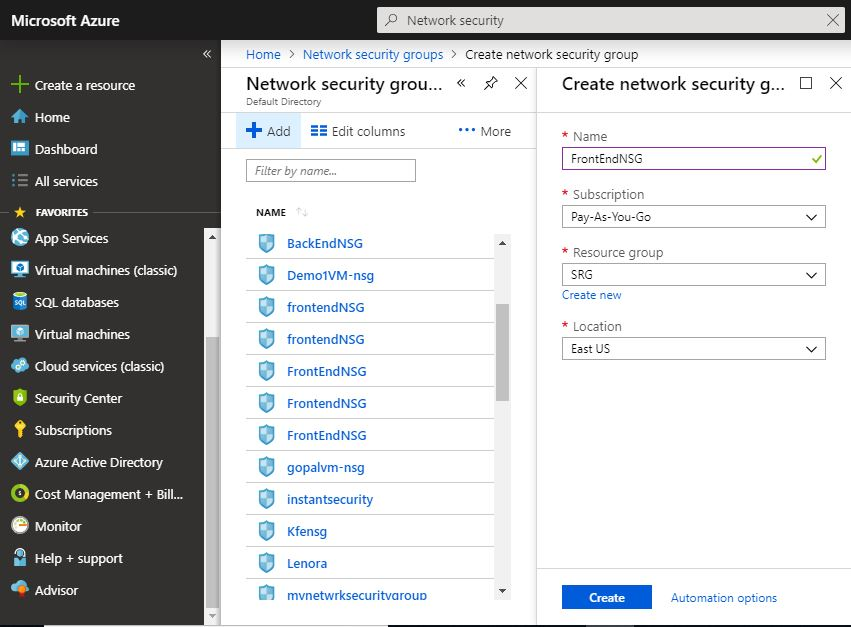 Microsoft Azure
Network security
Home > Network security groups > Create network security group
Create a resource
Home
Dashboard
All services
FAVORITES
App Services
Virtual machines (classic)
SQL databases
Virtual machines
Cloud services (classic)
Security Center
Subscriptions
Azure Active Directory
Cost Management + Bill...
Monitor
Help + support
Advisor
Network security grou...
Default Directory
Add
Edit columns
More
Filter by name...
NAME
BackEndNSG
Demo1VM-nsg
frontendNSG
frontendNSG
FrontEndNSG
FrontendNSG
FrontEndNSG
gopalvm-nsg
instantsecurity
Kfensg
Lenora
mynetwrksecuritygroup
Create network security g...
* Name
FrontEndNSG
* Subscription
Pay-As-You-Go
* Resource group
SRG
Create new
* Location
East US
Create
Automation options